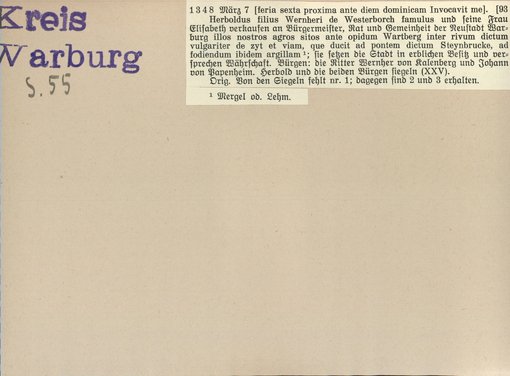 Kreis
Warburg
S. 55
1348 März 7 [feria sexta proxima ante diem dominicam Invocavit me]. [93
Herboldus filius Wernheri de Westerborch famulus und seine Frau
Elisabeth verkaufen an Bürgermeister, Rat und Gemeinheit der Neustadt War-
burg illos nostros agros sitos ante opidum Wartberg inter rivum dictum
vulgariter de zyt et viam, que ducit ad pontem dictum Steynbrucke, ad
fodiendum ibidem argillam¹; sie setzen die Stadt in erblichen Besitz und ver-
sprechen Währschaft. Bürgen: die Ritter Wernher von Kalenberg und Johann
von Papenheim. Herbold und die beiden Bürgen siegeln (XXV).
Orig. Von den Siegeln fehlt nr. 1; dagegen sind 2 und 3 erhalten.
¹ Mergel od. Lehm.